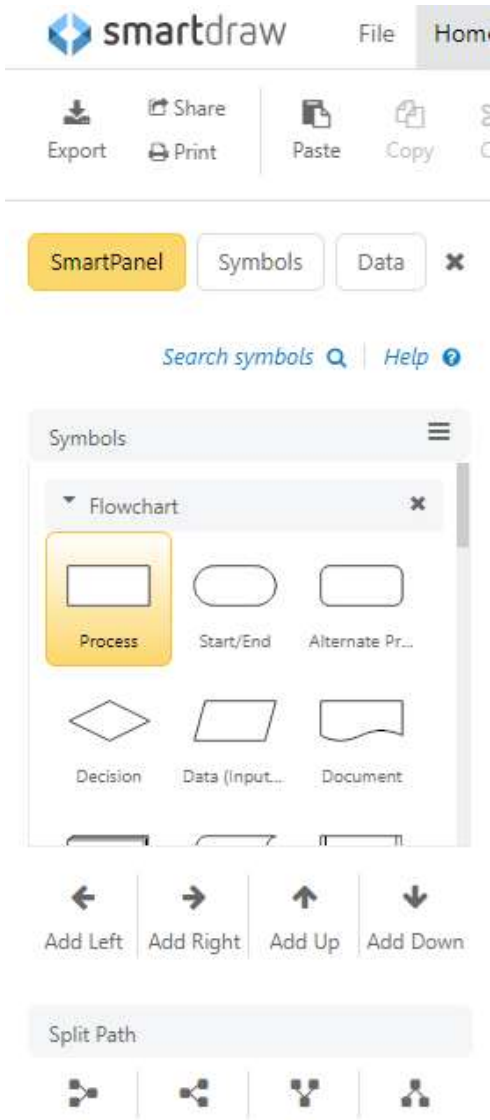 smartdraw File Home
Share
Export Print Paste Copy
SmartPanel Symbols Data
Search symbols Help
Symbols
Flowchart
Process Start/End Alternate Pr...
Decision Data (Input... Document
Add Left Add Right Add Up Add Down
Split Path